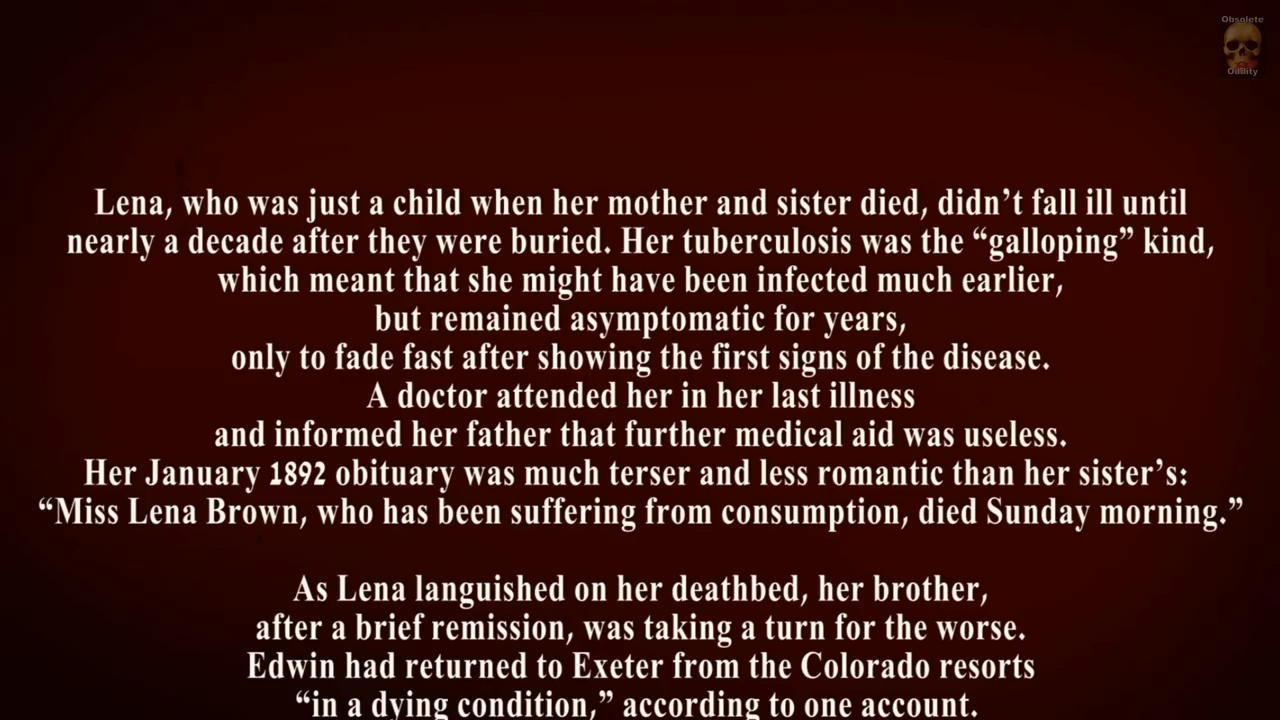 Obsolete
Oddity
Lena, who was just a child when her mother and sister died, didn’t fall ill until
nearly a decade after they were buried. Her tuberculosis was the “galloping” kind,
which meant that she might have been infected much earlier,
but remained asymptomatic for years,
only to fade fast after showing the first signs of the disease.
A doctor attended her in her last illness
and informed her father that further medical aid was useless.
Her January 1892 obituary was much terser and less romantic than her sister’s:
“Miss Lena Brown, who has been suffering from consumption, died Sunday morning.”
As Lena languished on her deathbed, her brother,
after a brief remission, was taking a turn for the worse.
Edwin had returned to Exeter from the Colorado resorts
“in a dying condition,” according to one account.